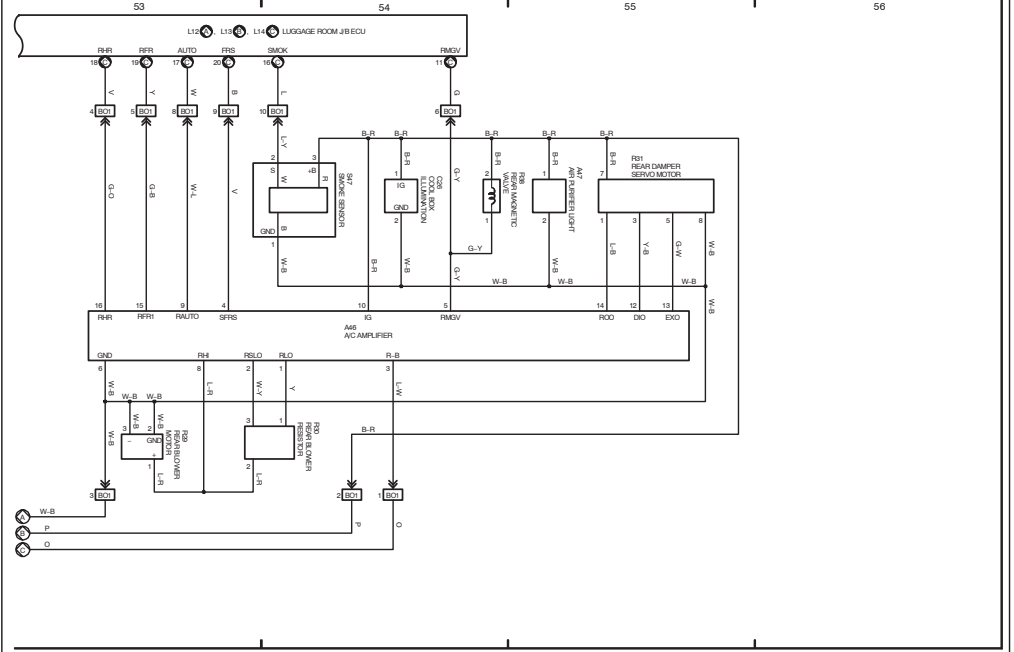 53 54 55 56
L12 A , L13 B , L14 C LUGGAGE ROOM J/B ECU
RHR RFR AUTO FRS SMOK RMGV
18 C 19 C 17 C 20 C 16 C 11 C
V Y W B L G
4 BO1 5 BO1 8 BO1 9 BO1 10 BO1 6 BO1
B–R B–R B–R B–R B–R
L–Y B–R B–R B–R B–R
2 3 1 2 1 7
S +B
W R
GND B
1
S47
SMOKE SENSOR
IG
GND
2
C26
COOL BOX
ILLUMINATION
R38
REAR MAGNETIC
VALVE
1
A47
AIR PURIFIER LIGHT
2
R31
REAR DAMPER
SERVO MOTOR
1 3 5 8
G–O G–B W–L V G–Y
G–Y
L–B Y–B G–W W–B
W–B B–R W–B G–Y W–B
W–B W–B W–B
W–B
16 15 9 4 10 5 14 12 13
RHR RFR1 RAUTO SFRS IG RMGV ROO DIO EXO
A46
A/C AMPLIFIER
GND RHI RSLO RLO R–B
6 8 2 1 3
W–B L–R W–Y Y L–W
W–B W–B
W–B W–B
W–B
3 2
– GND
+
1
L–R
R29
REAR BLOWER
MOTOR
3 1
2
L–R
R30
REAR BLOWER
RESISTOR
B–R
3 BO1 2 BO1 1 BO1
A W–B
B P
C O
P O